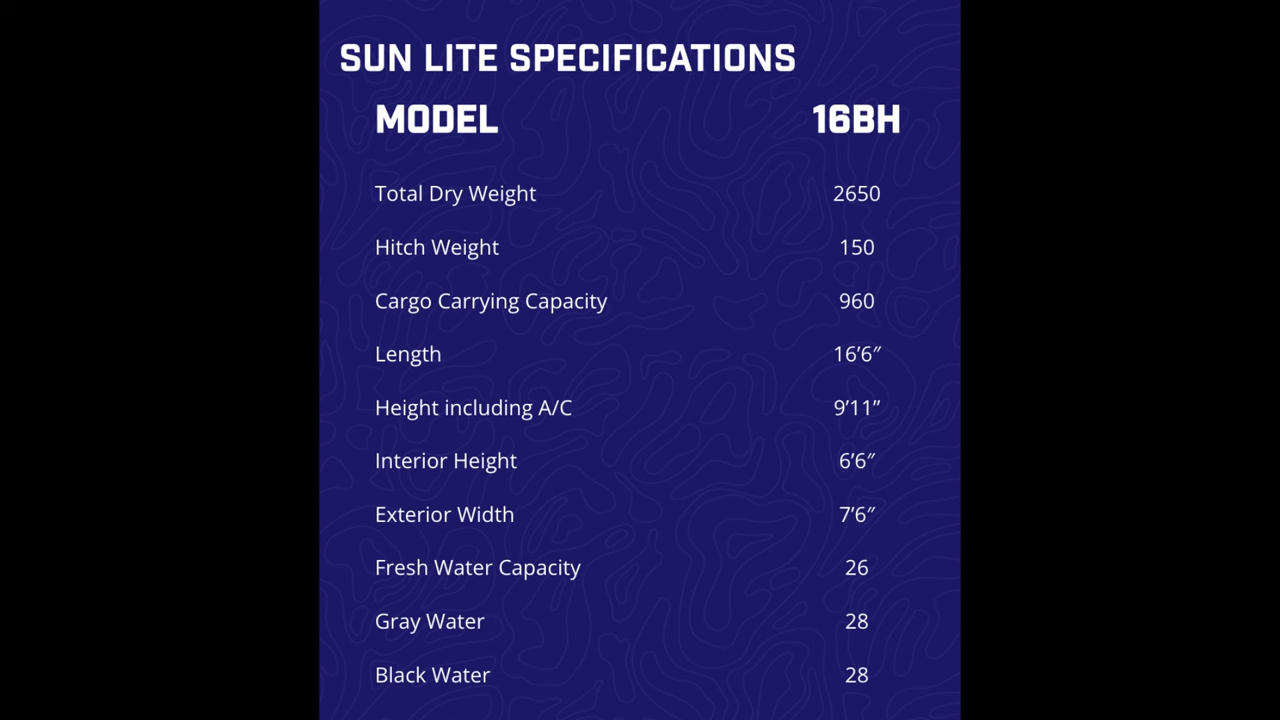 SUN LITE SPECIFICATIONS
MODEL 16BH
Total Dry Weight 2650
Hitch Weight 150
Cargo Carrying Capacity 960
Length 16’6″
Height including A/C 9’11”
Interior Height 6’6″
Exterior Width 7’6″
Fresh Water Capacity 26
Gray Water 28
Black Water 28